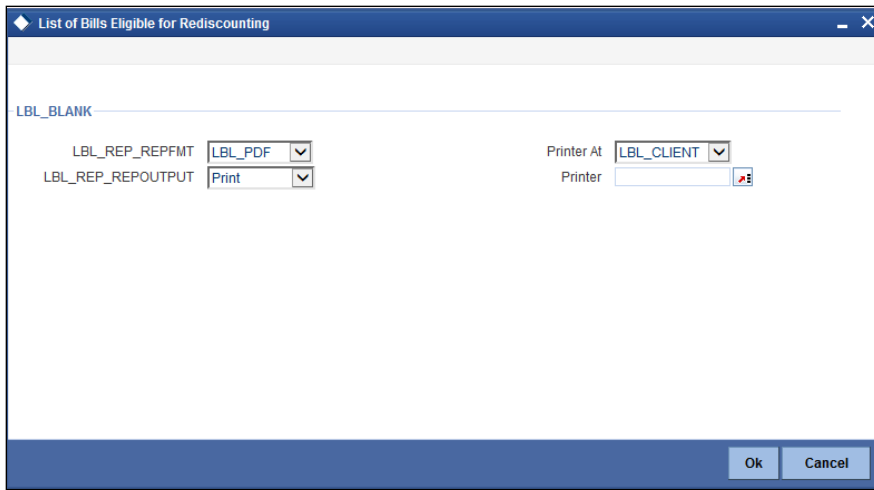 List of Bills Eligible for Rediscounting
LBL_BLANK
LBL_REP_REPFMT LBL_PDF Printer At LBL_CLIENT
LBL_REP_REPOUTPUT Print Printer
Ok Cancel